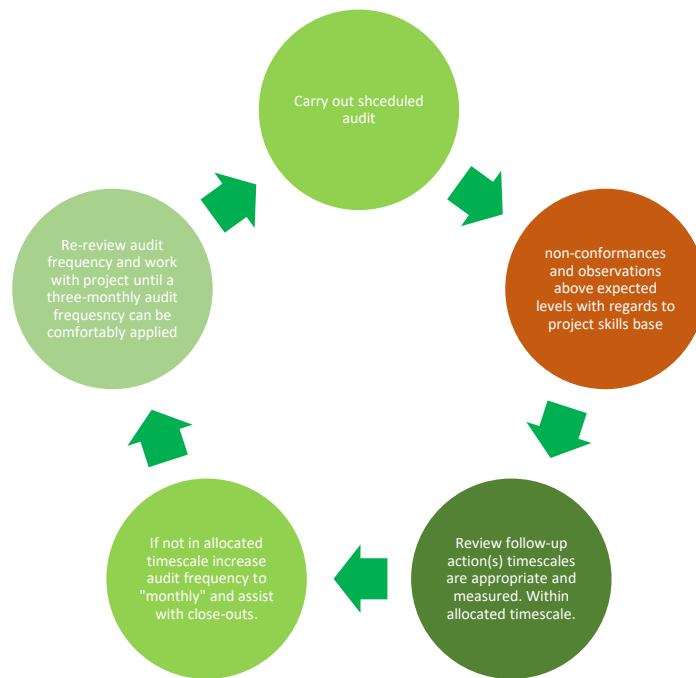 Carry out shceduled
audit
non-conformances
and observations
above expected
levels with regards to
project skills base
Review follow-up
action(s) timescales
are appropriate and
measured. Within
allocated timescale.
If not in allocated
timescale increase
audit frequency to
"monthly" and assist
with close-outs.
Re-review audit
frequency and work
with project until a
three-monthly audit
frequesncy can be
comfortably applied